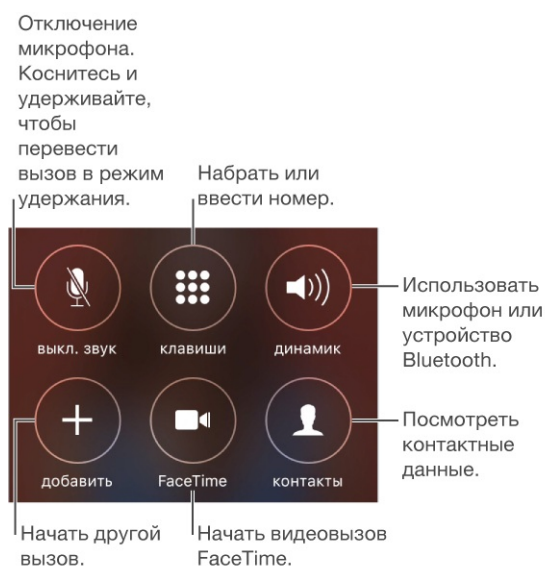 Отключение
микрофона.
Коснитесь и
удерживайте,
чтобы
перевести
вызов в режим
удержания.
Набрать или
ввести номер.
выкл. звук
клавиши
динамик
Использовать
микрофон или
устройство
Bluetooth.
добавить
FaceTime
контакты
Посмотреть
контактные
данные.
Начать другой
вызов.
Начать видеовызов
FaceTime.